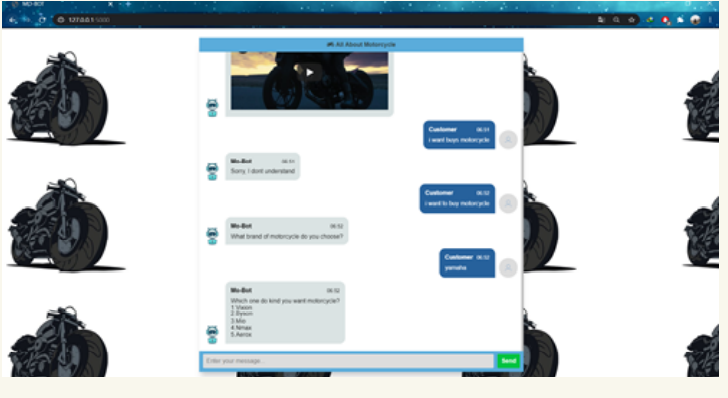 MO-BOT
127.0.0.1:5000
All About Motorcycle
Customer 06:51
i want buys motorcycle
Mo-Bot 06:51
Sorry, I dont understand
Customer 06:52
i want to buy motorcycle
Mo-Bot 06:52
What brand of motorcycle do you choose?
Customer 06:52
yamaha
Mo-Bot 06:52
Which one do kind you want motorcycle?
1.Vixion
2.Byson
3.Mio
4.Nmax
5.Aerox
Enter your message...
Send